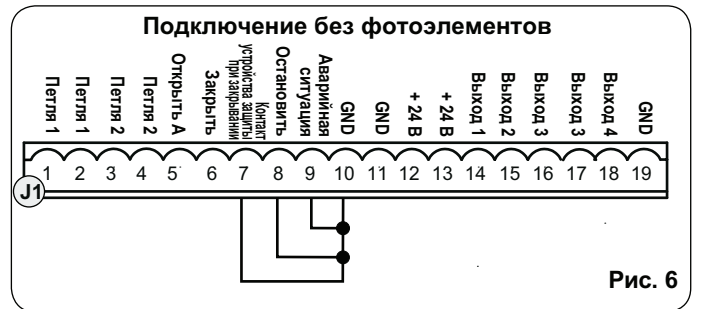 Подключение без фотоэлементов
Петля 1
Петля 1
Петля 2
Петля 2
Открыть А
Закрыть
Контакт
устройства защиты
при закрывании
Остановить
Аварийная
ситуация
GND
GND
+ 24 В
+ 24 В
Выход 1
Выход 2
Выход 3
Выход 3
Выход 4
GND
1 2 3 4 5 6 7 8 9 10 11 12 13 14 15 16 17 18 19
J1
Рис. 6